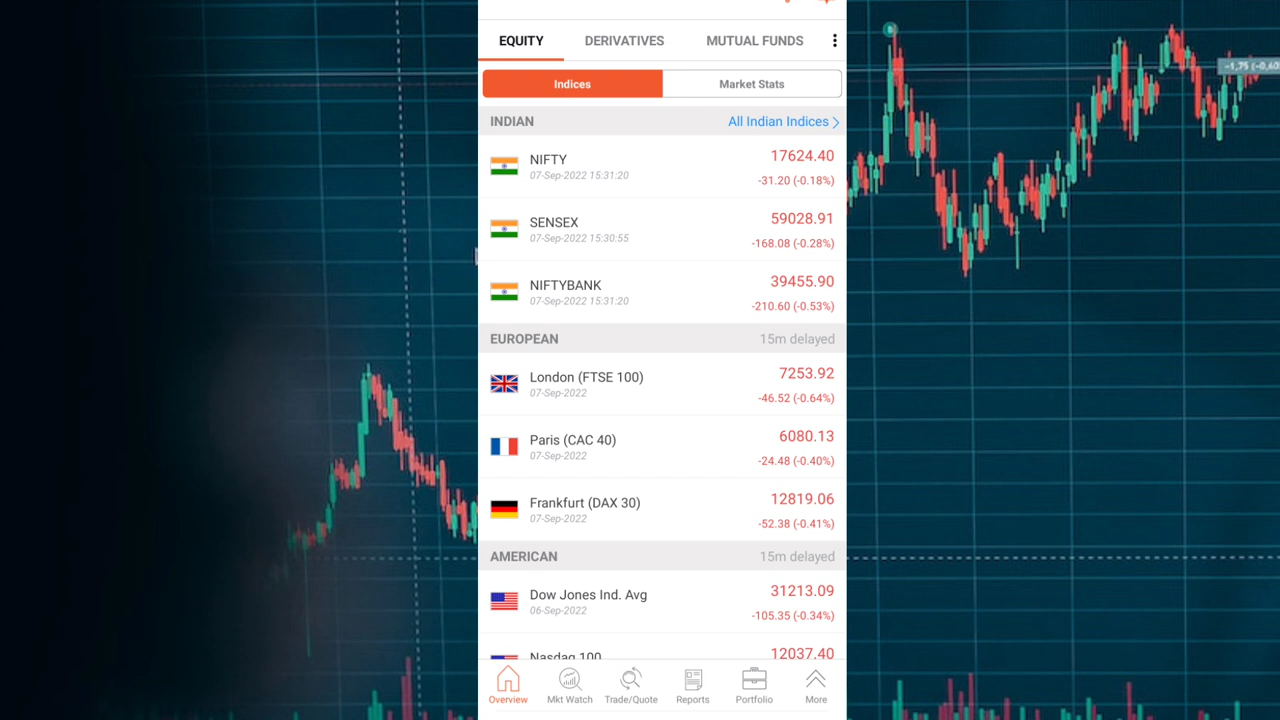 EQUITY DERIVATIVES MUTUAL FUNDS
Indices Market Stats
INDIAN All Indian Indices
NIFTY 17624.40
07-Sep-2022 15:31:20 -31.20 (-0.18%)
SENSEX 59028.91
07-Sep-2022 15:30:55 -168.08 (-0.28%)
NIFTYBANK 39455.90
07-Sep-2022 15:31:20 -210.60 (-0.53%)
EUROPEAN 15m delayed
London (FTSE 100) 7253.92
07-Sep-2022 -46.52 (-0.64%)
Paris (CAC 40) 6080.13
07-Sep-2022 -24.48 (-0.40%)
Frankfurt (DAX 30) 12819.06
07-Sep-2022 -52.38 (-0.41%)
AMERICAN 15m delayed
Dow Jones Ind. Avg 31213.09
06-Sep-2022 -105.35 (-0.34%)
Nasdaq 100 12037.40
Overview Mkt Watch Trade/Quote Reports Portfolio More